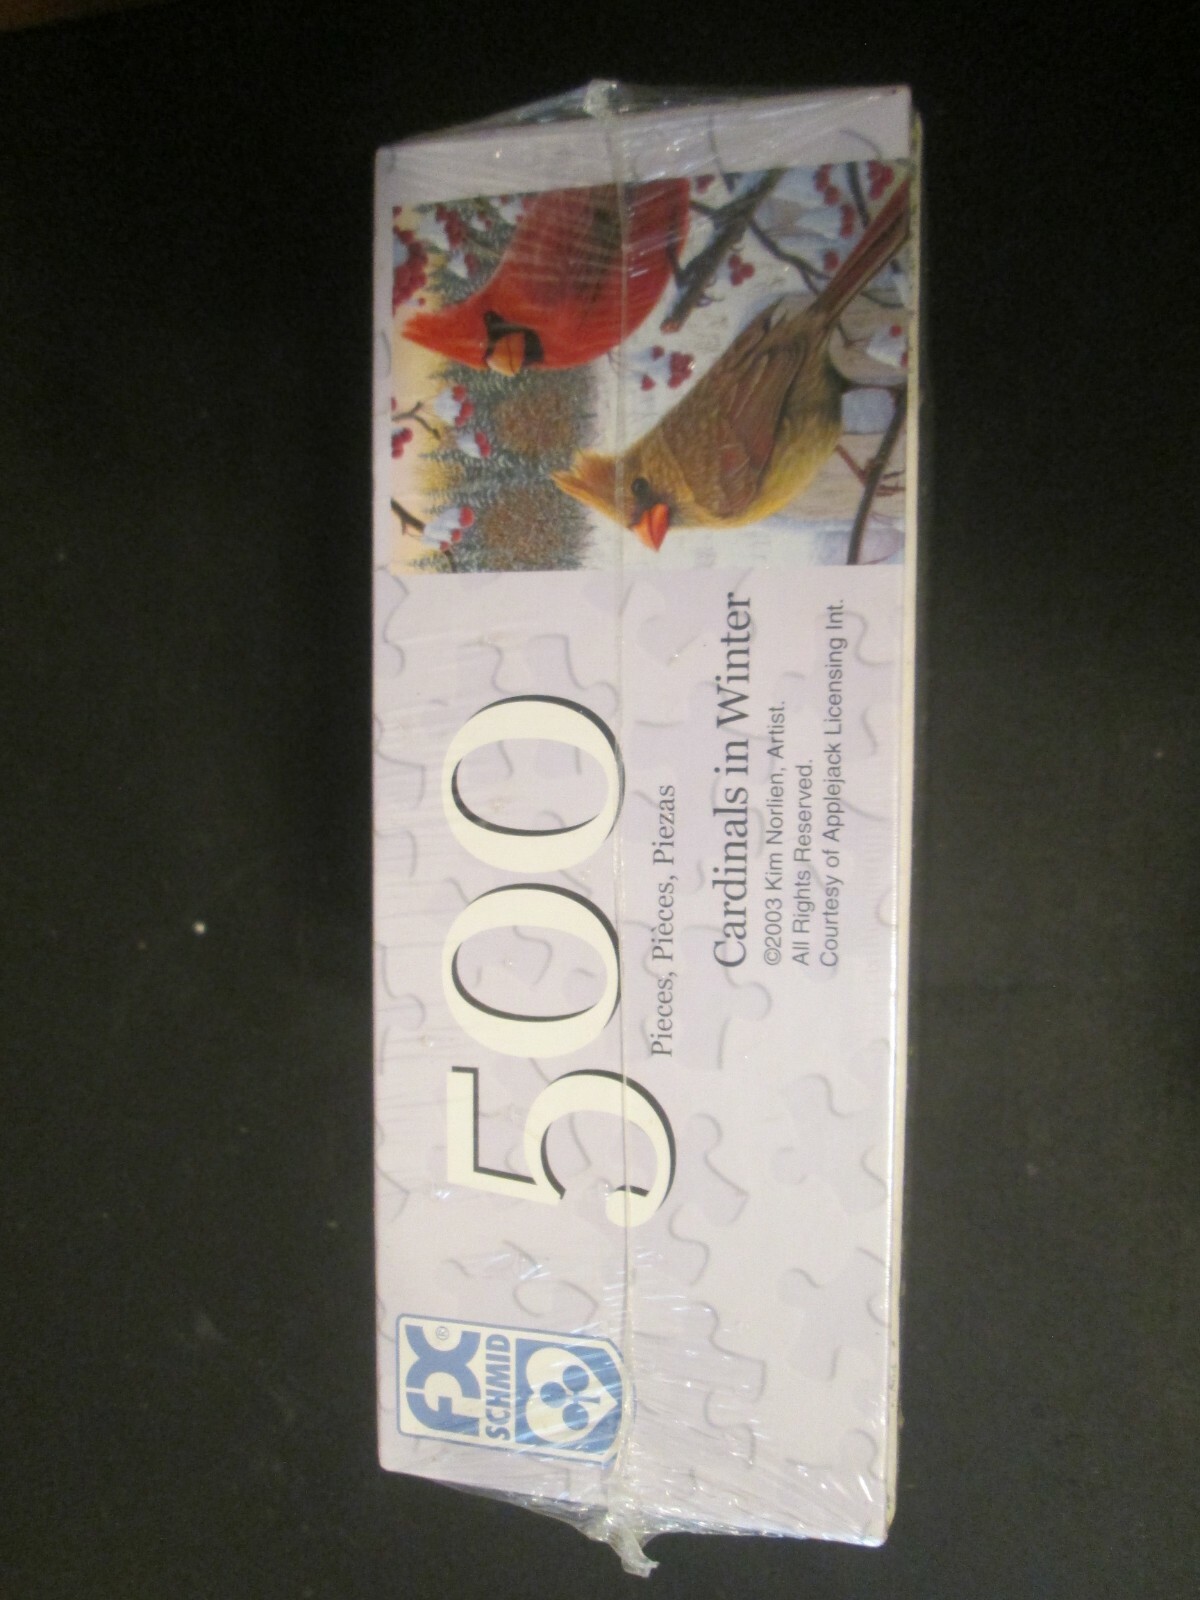 FX®
SCHMID
500
Pieces, Pièces, Piezas
Cardinals in Winter
©2003 Kim Norlien, Artist.
All Rights Reserved.
Courtesy of Applejack Licensing Int.